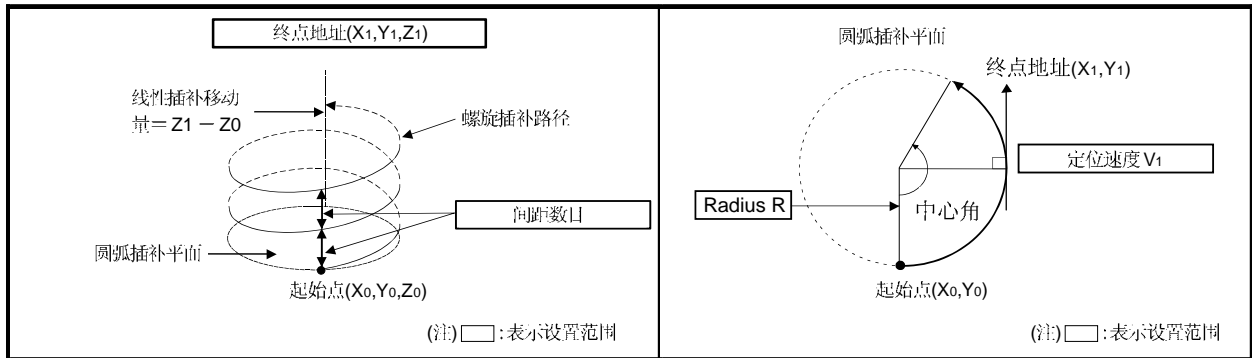 终点地址(X1,Y1,Z1)
线性插补移动
量＝Z1－Z0
螺旋插补路径
间距数目
圆弧插补平面
起始点(X0,Y0,Z0)
(注)　　:表示设置范围
圆弧插补平面
终点地址(X1,Y1)
定位速度 V1
Radius R
中心角
起始点(X0,Y0)
(注)　　:表示设置范围